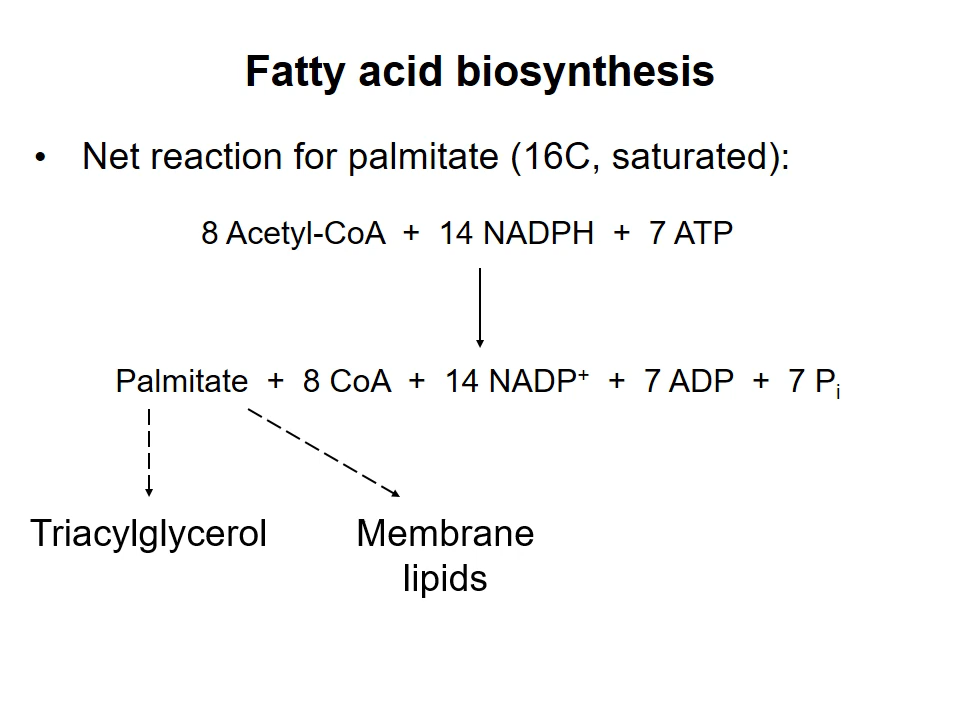 Fatty acid biosynthesis
• Net reaction for palmitate (16C, saturated):
8 Acetyl-CoA + 14 NADPH + 7 ATP
Palmitate + 8 CoA + 14 NADP⁺ + 7 ADP + 7 Pᵢ
Triacylglycerol
Membrane
lipids